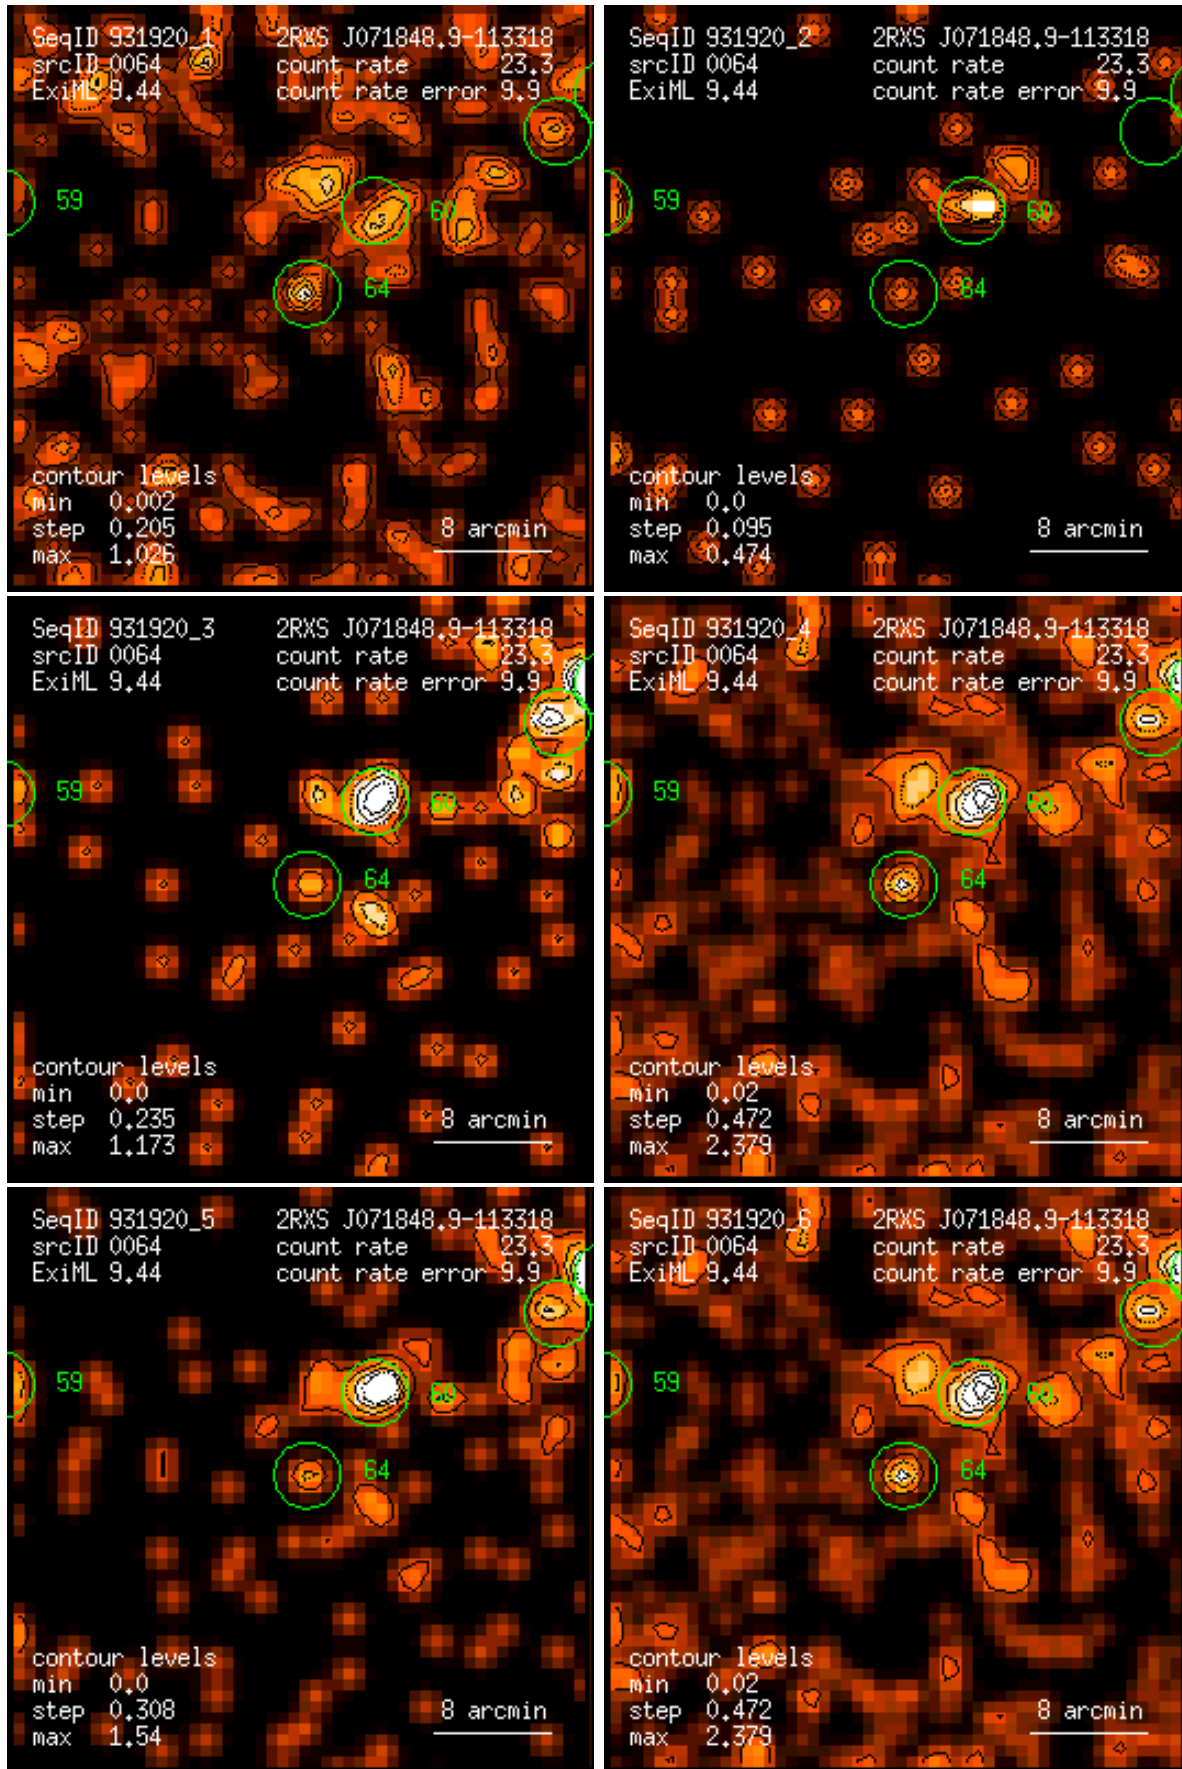 SeqID 931920_1 2RXS J071848.9-113318
srcID 0064 count rate 23.3
ExiML 9.44 count rate error 9.9
59
60
64
contour levels
min 0.002
step 0.205 8 arcmin
max 1.026
SeqID 931920_2 2RXS J071848.9-113318
srcID 0064 count rate 23.3
ExiML 9.44 count rate error 9.9
59
60
64
contour levels
min 0.0
step 0.095 8 arcmin
max 0.474
SeqID 931920_3 2RXS J071848.9-113318
srcID 0064 count rate 23.3
ExiML 9.44 count rate error 9.9
59
60
64
contour levels
min 0.0
step 0.235 8 arcmin
max 1.173
SeqID 931920_4 2RXS J071848.9-113318
srcID 0064 count rate 23.3
ExiML 9.44 count rate error 9.9
59
60
64
contour levels
min 0.02
step 0.472 8 arcmin
max 2.379
SeqID 931920_5 2RXS J071848.9-113318
srcID 0064 count rate 23.3
ExiML 9.44 count rate error 9.9
59
60
64
contour levels
min 0.0
step 0.308 8 arcmin
max 1.54
SeqID 931920_6 2RXS J071848.9-113318
srcID 0064 count rate 23.3
ExiML 9.44 count rate error 9.9
59
60
64
contour levels
min 0.02
step 0.472 8 arcmin
max 2.379